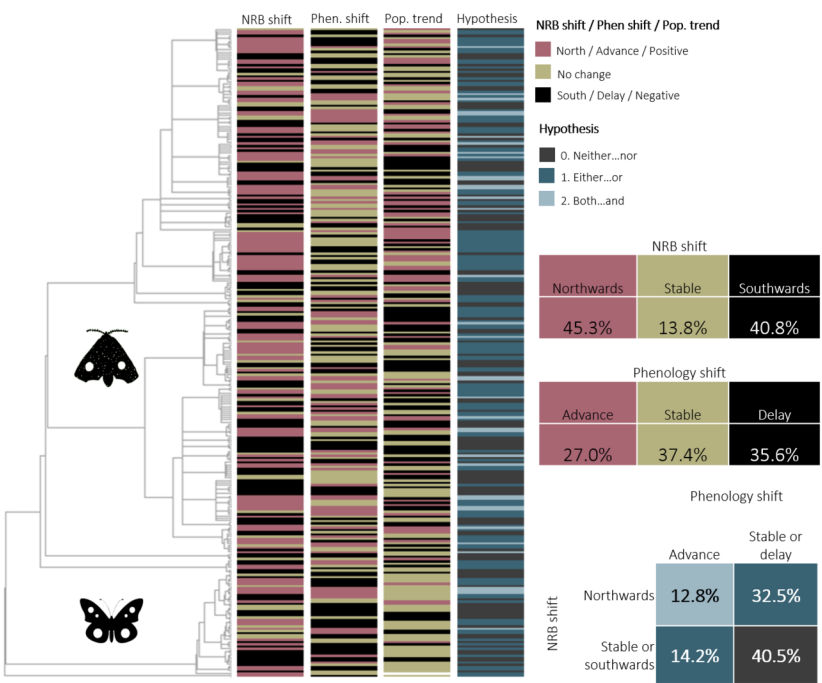 NRB shift Phen. shift Pop. trend Hypothesis
NRB shift / Phen shift / Pop. trend
North / Advance / Positive
No change
South / Delay / Negative
Hypothesis
0. Neither...nor
1. Either...or
2. Both...and
NRB shift
Northwards Stable Southwards
45.3% 13.8% 40.8%
Phenology shift
Advance Stable Delay
27.0% 37.4% 35.6%
Phenology shift
Advance Stable or
delay
NRB shift
Northwards 12.8% 32.5%
Stable or
southwards 14.2% 40.5%